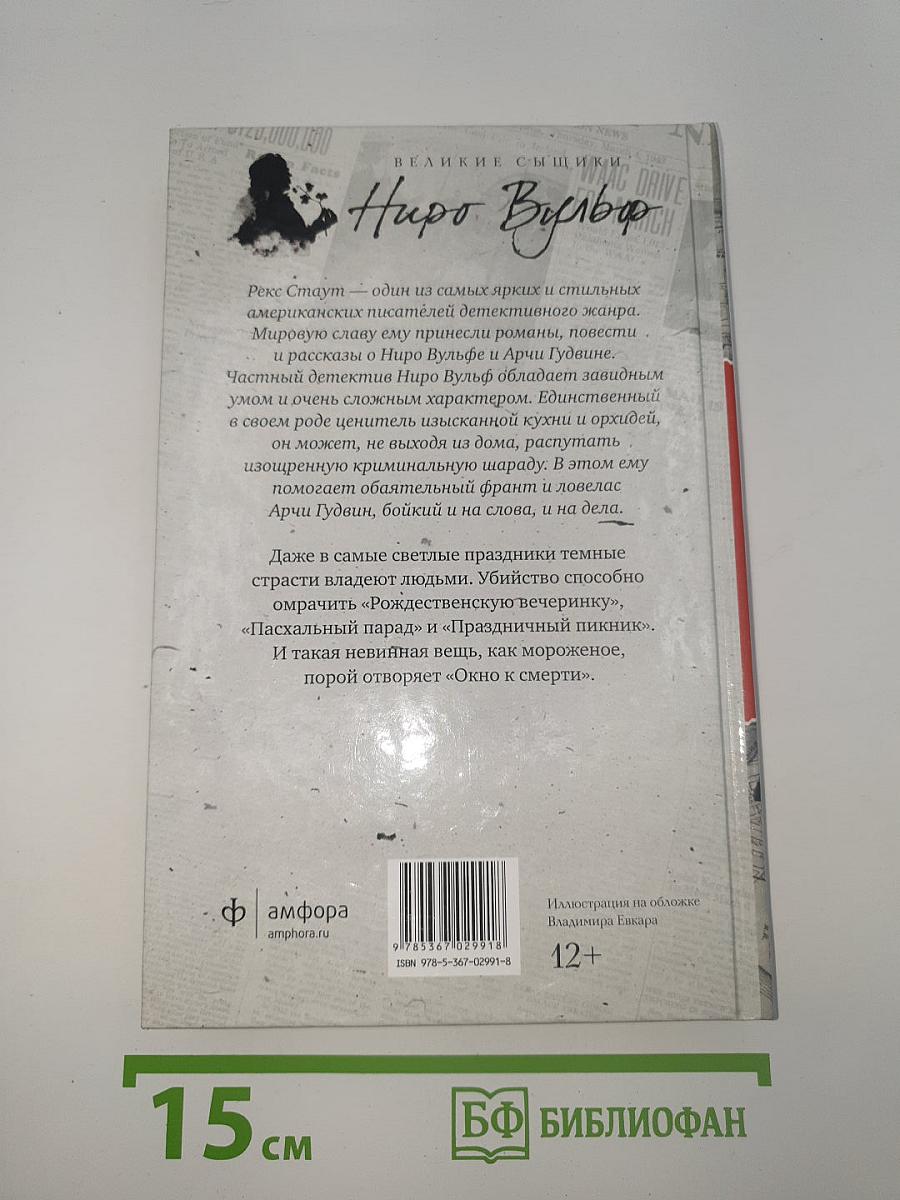 $120,000,000
ВЕЛИКИЕ СЫЩИКИ
WAAC DRIVE
Ниро Вульф
Рекс Стаут — один из самых ярких и стильных
американских писателей детективного жанра.
Мировую славу ему принесли романы, повести
и рассказы о Ниро Вульфе и Арчи Гудвине.
Частный детектив Ниро Вульф обладает завидным
умом и очень сложным характером. Единственный
в своем роде ценитель изысканной кухни и орхидей,
он может, не выходя из дома, распутать
изощренную криминальную шараду. В этом ему
помогает обаятельный франт и ловелас
Арчи Гудвин, бойкий и на слова, и на дела.
Даже в самые светлые праздники темные
страсти владеют людьми. Убийство способно
омрачить «Рождественскую вечеринку»,
«Пасхальный парад» и «Праздничный пикник».
И такая невинная вещь, как мороженое,
порой отворяет «Окно к смерти».
амфора
amphora.ru
9 785367 029918
ISBN 978-5-367-02991-8
Иллюстрация на обложке
Владимира Евкара
12+
15 см
БФ БИБЛИОФАН